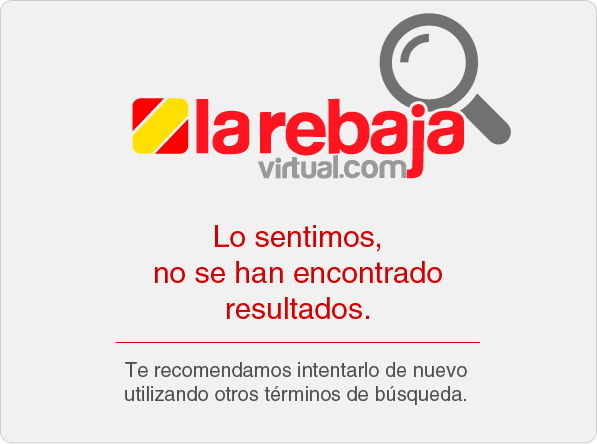 larebaja
virtual.com
Lo sentimos,
no se han encontrado
resultados.
Te recomendamos intentarlo de nuevo
utilizando otros términos de búsqueda.